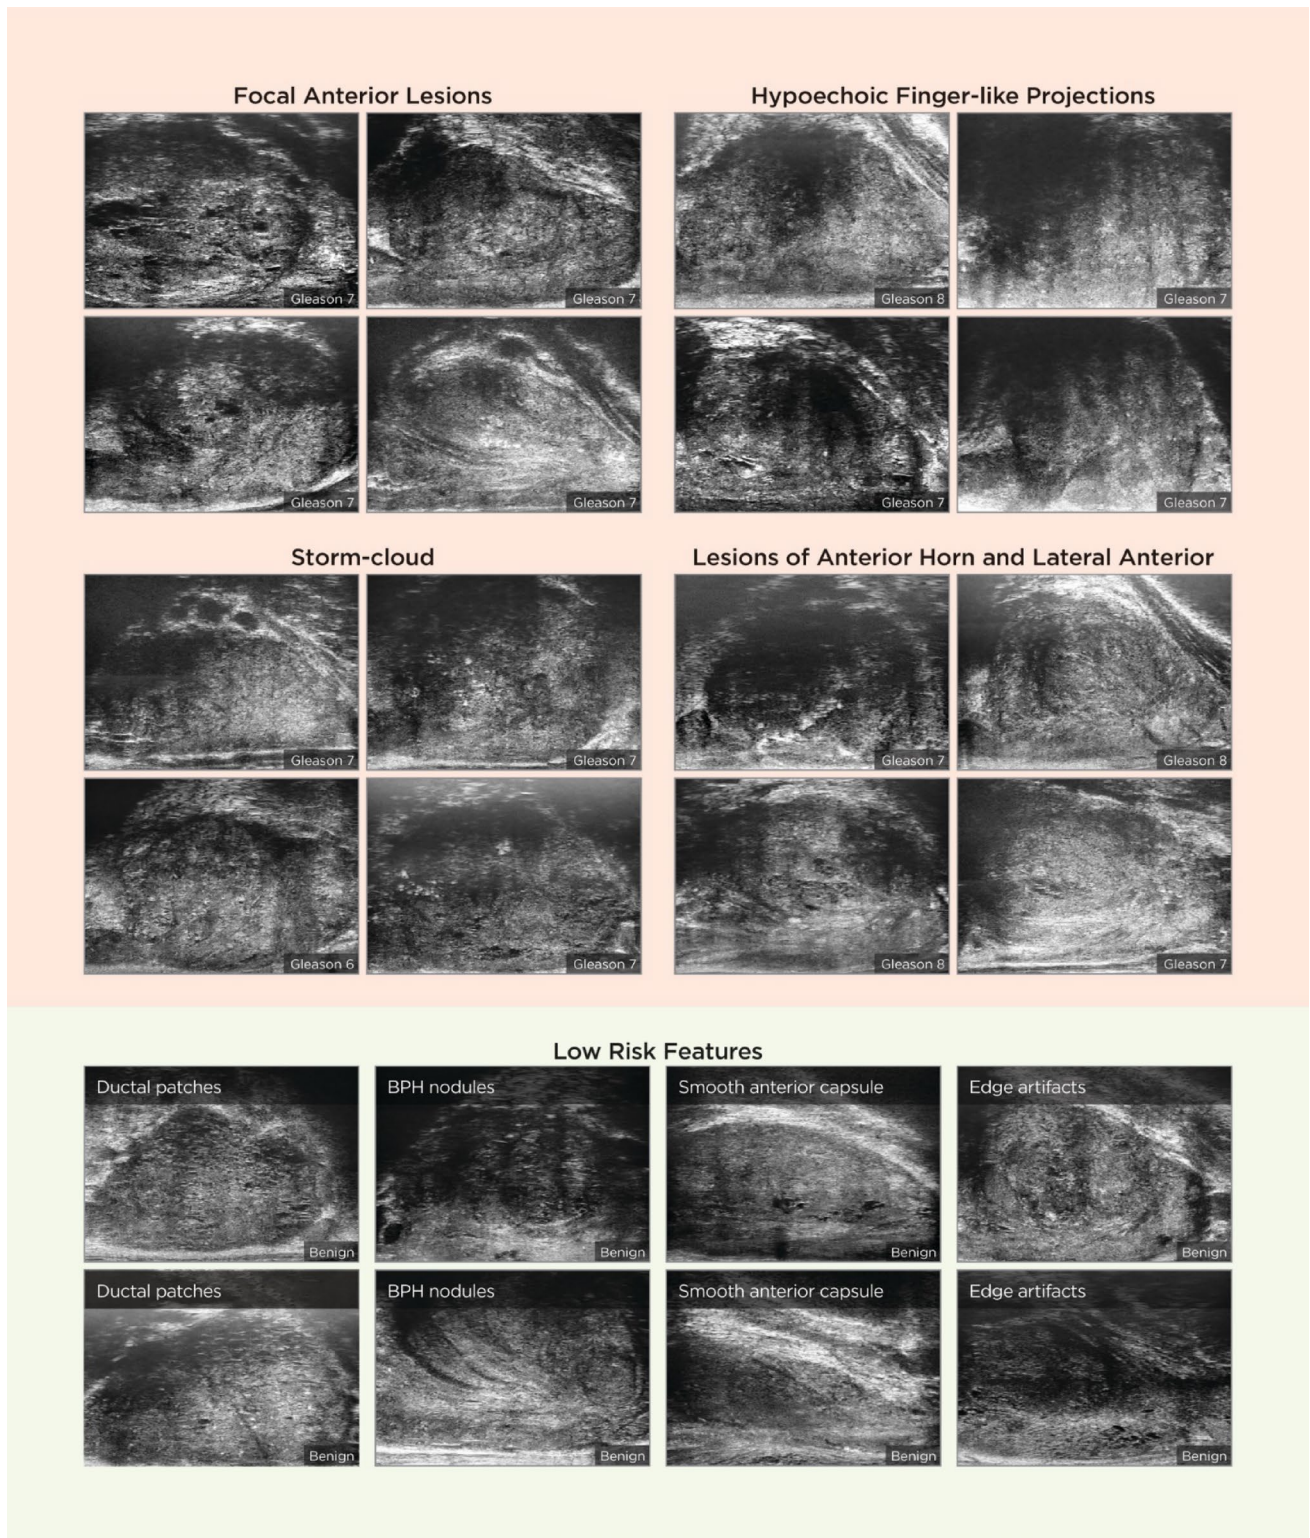 Focal Anterior Lesions
Hypoechoic Finger-like Projections
Gleason 7
Gleason 7
Gleason 8
Gleason 7
Gleason 7
Gleason 7
Gleason 7
Gleason 7
Storm-cloud
Lesions of Anterior Horn and Lateral Anterior
Gleason 7
Gleason 7
Gleason 7
Gleason 8
Gleason 6
Gleason 7
Gleason 8
Gleason 7
Low Risk Features
Ductal patches
BPH nodules
Smooth anterior capsule
Edge artifacts
Benign
Benign
Benign
Benign
Ductal patches
BPH nodules
Smooth anterior capsule
Edge artifacts
Benign
Benign
Benign
Benign